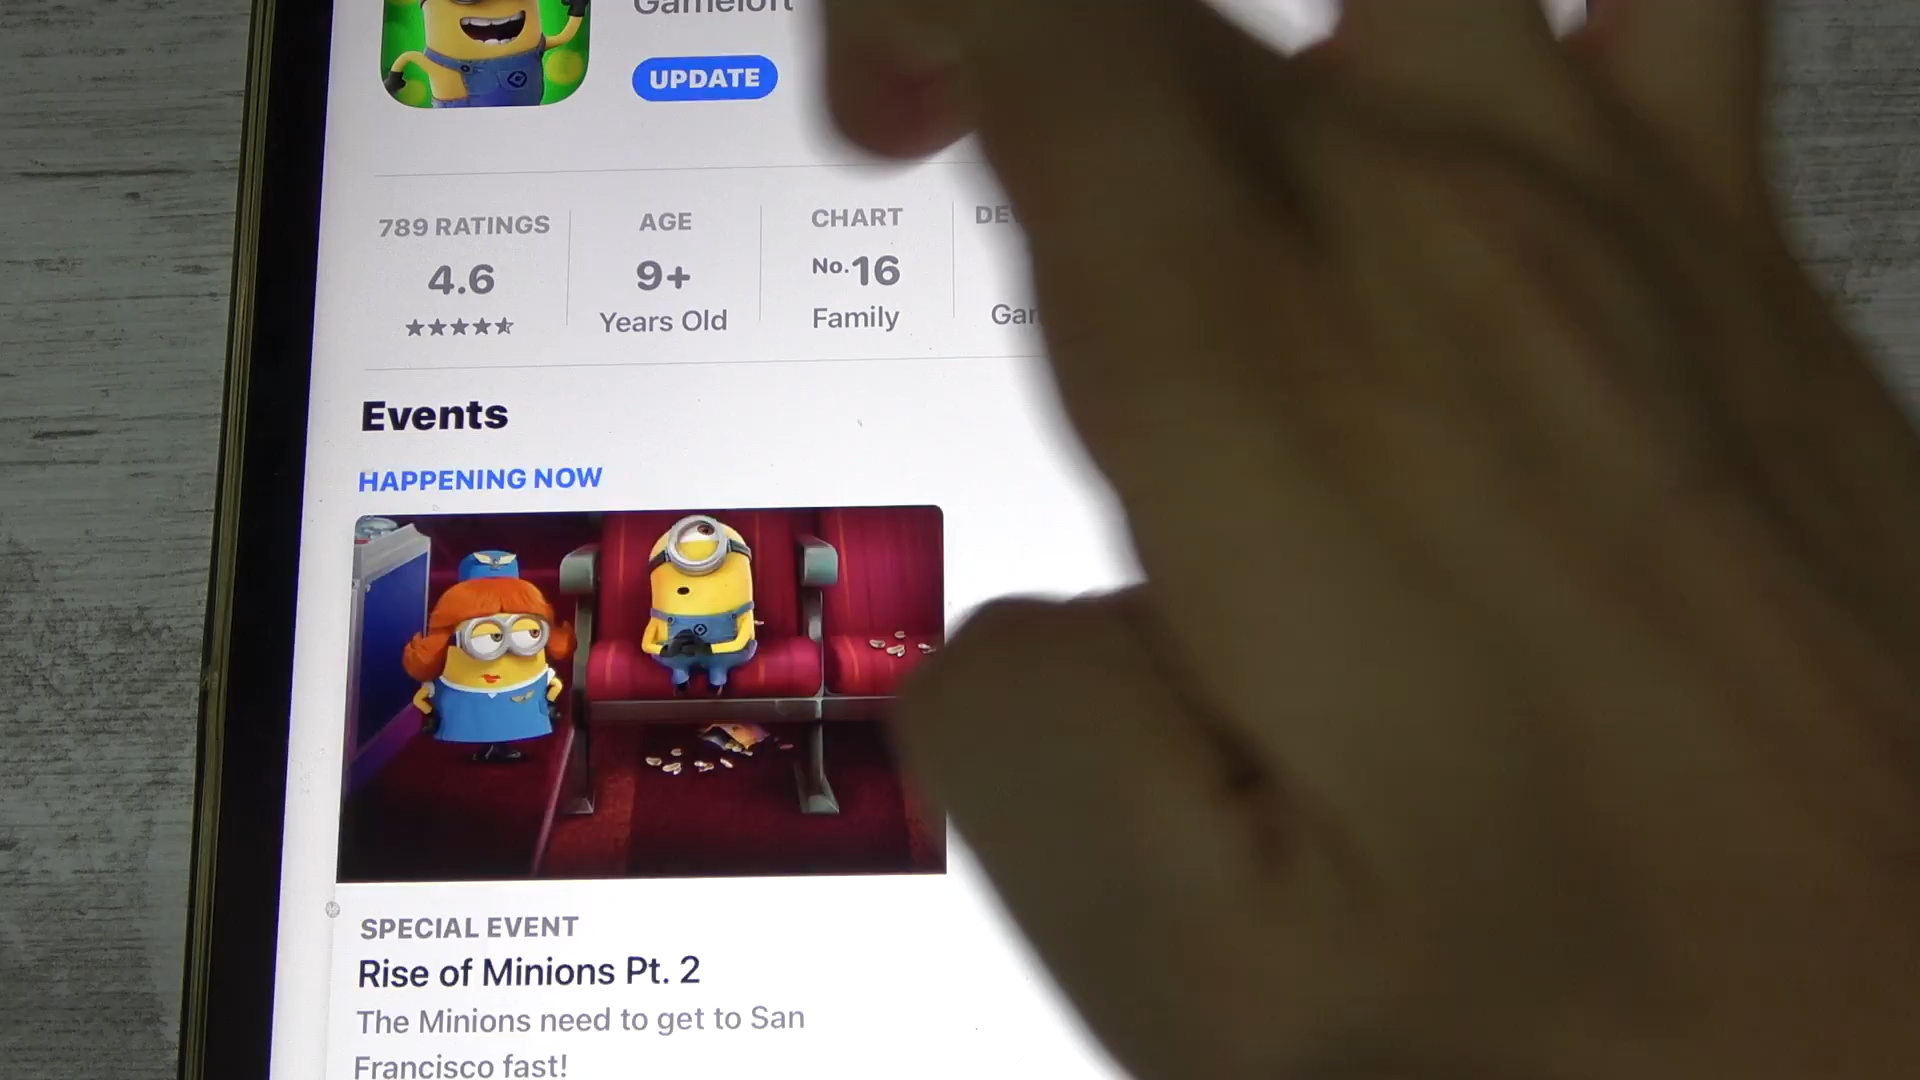 Gameloft
UPDATE
789 RATINGS
AGE
CHART
4.6
9+
No.16
Years Old
Family
Events
HAPPENING NOW
SPECIAL EVENT
Rise of Minions Pt. 2
The Minions need to get to San
Francisco fast!